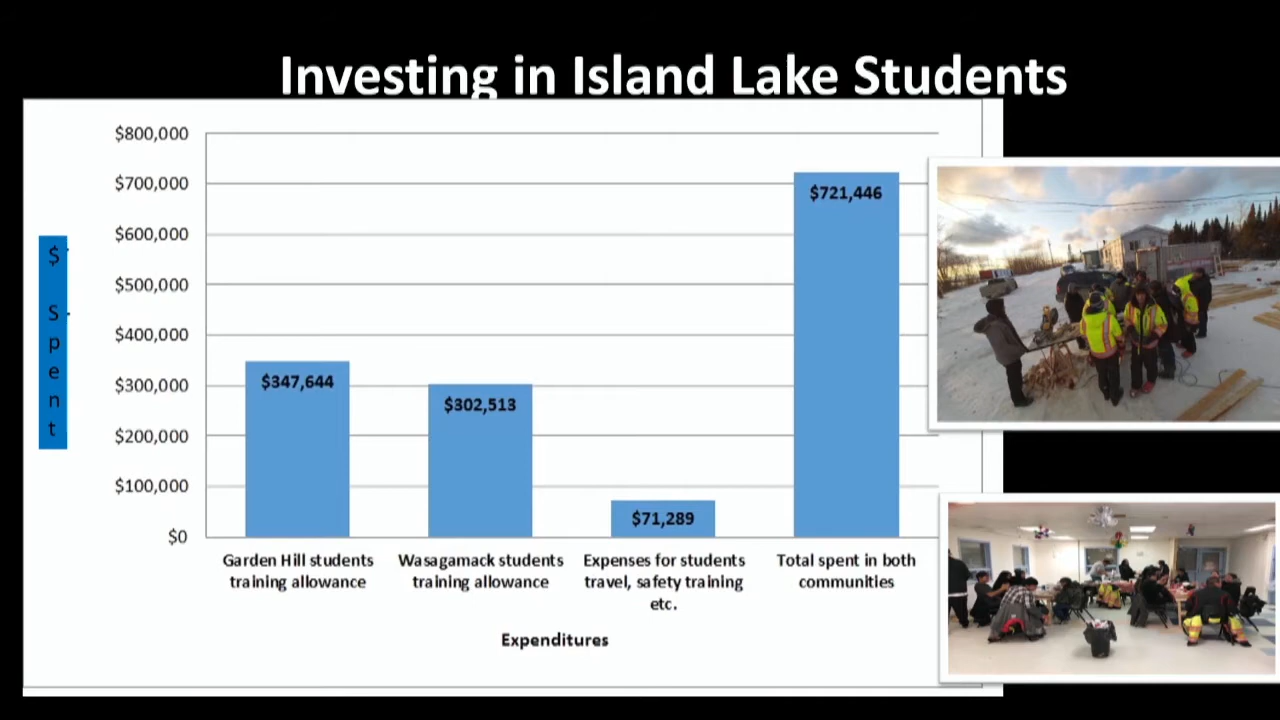 Investing in Island Lake Students
$800,000
$700,000
$600,000
$500,000
$400,000
$300,000
$200,000
$100,000
$0
$ Spent
$347,644
$302,513
$71,289
$721,446
Garden Hill students
training allowance
Wasagamack students
training allowance
Expenses for students
travel, safety training
etc.
Total spent in both
communities
Expenditures